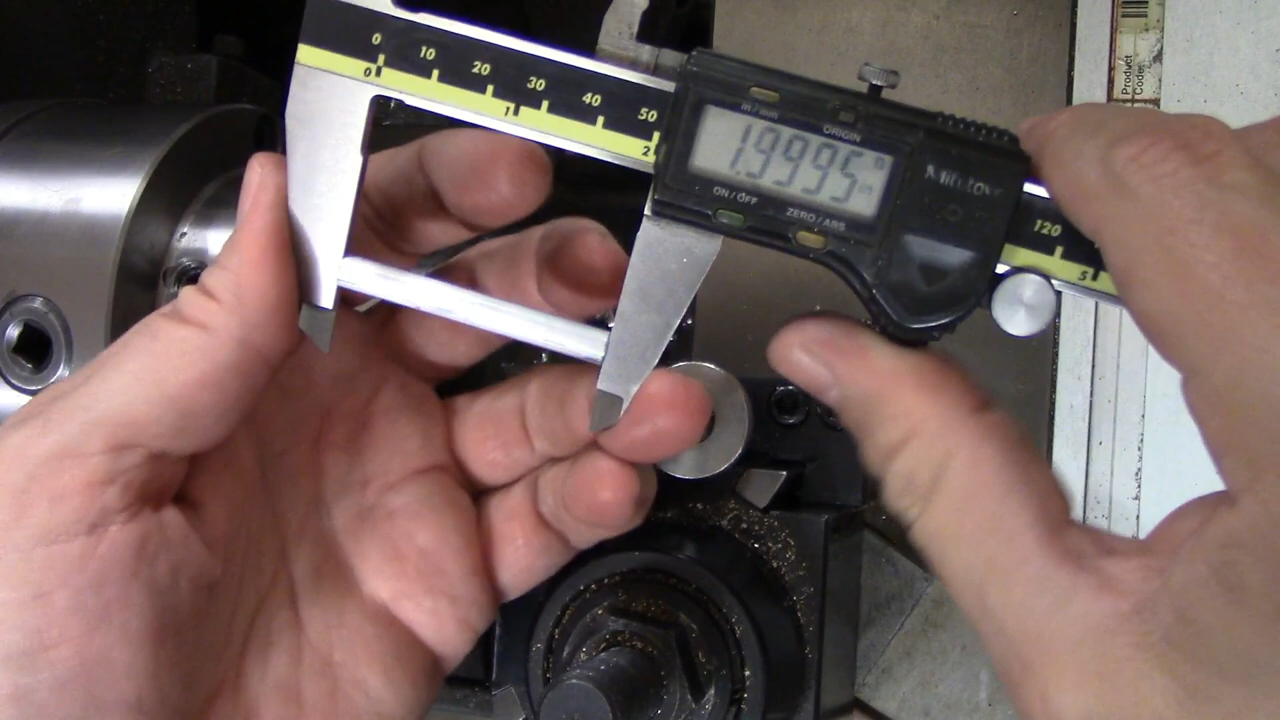 0 10 20 30 40 50
0 1 2
in/mm
ORIGIN
1.9995 in
ON/OFF
ZERO/ABS
Mitutoyo
120
5
Product
Code: